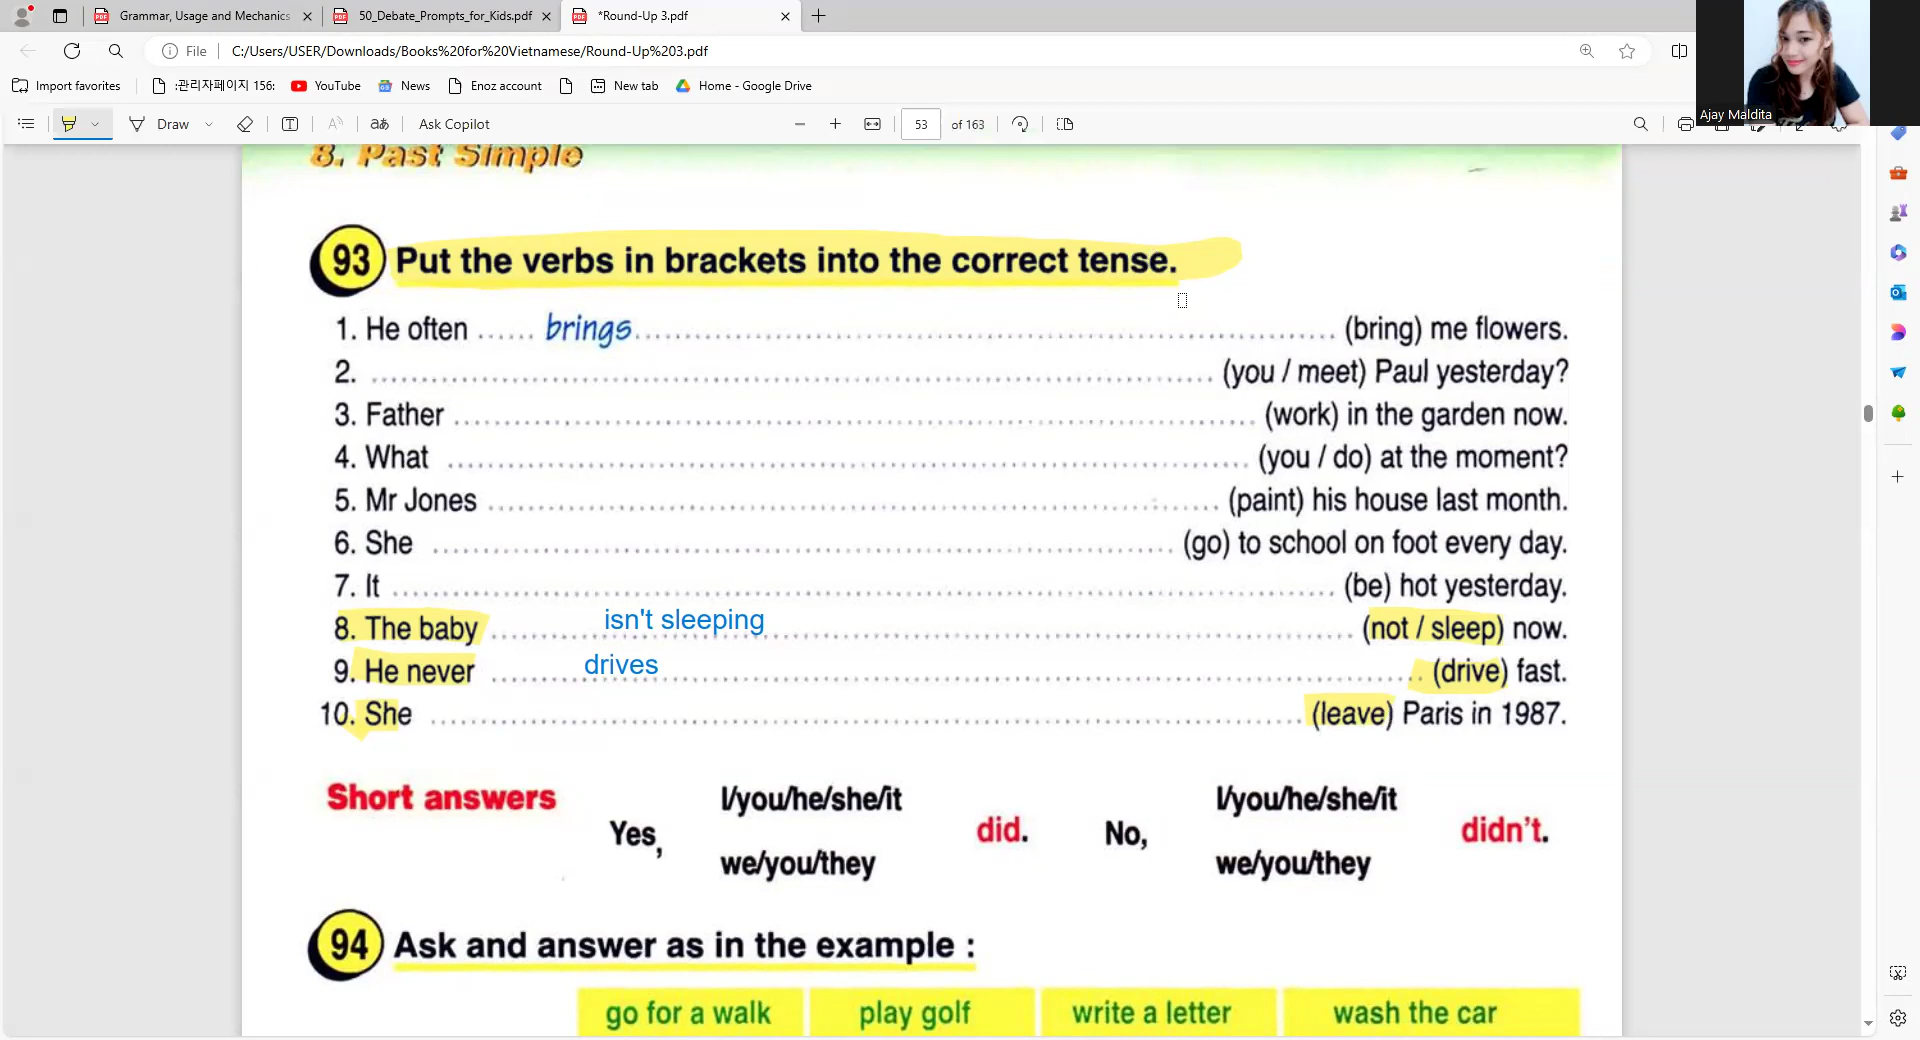 Grammar, Usage and Mechanics
50_Debate_Prompts_for_Kids.pdf
*Round-Up 3.pdf
File
C:/Users/USER/Downloads/Books%20for%20Vietnamese/Round-Up%203.pdf
Import favorites
:관리자페이지 156:
YouTube
News
Enoz account
New tab
Home - Google Drive
Draw
Ask Copilot
53
of 163
Ajay Maldita
8. Past Simple
93 Put the verbs in brackets into the correct tense.
1. He often ...... brings ...... (bring) me flowers.
2. ...... (you / meet) Paul yesterday?
3. Father ...... (work) in the garden now.
4. What ...... (you / do) at the moment?
5. Mr Jones ...... (paint) his house last month.
6. She ...... (go) to school on foot every day.
7. It ...... (be) hot yesterday.
8. The baby ...... isn't sleeping ...... (not / sleep) now.
9. He never ...... drives ...... (drive) fast.
10. She ...... (leave) Paris in 1987.
Short answers
I/you/he/she/it I/you/he/she/it
Yes, did. No, didn't.
we/you/they we/you/they
94 Ask and answer as in the example :
go for a walk play golf write a letter wash the car